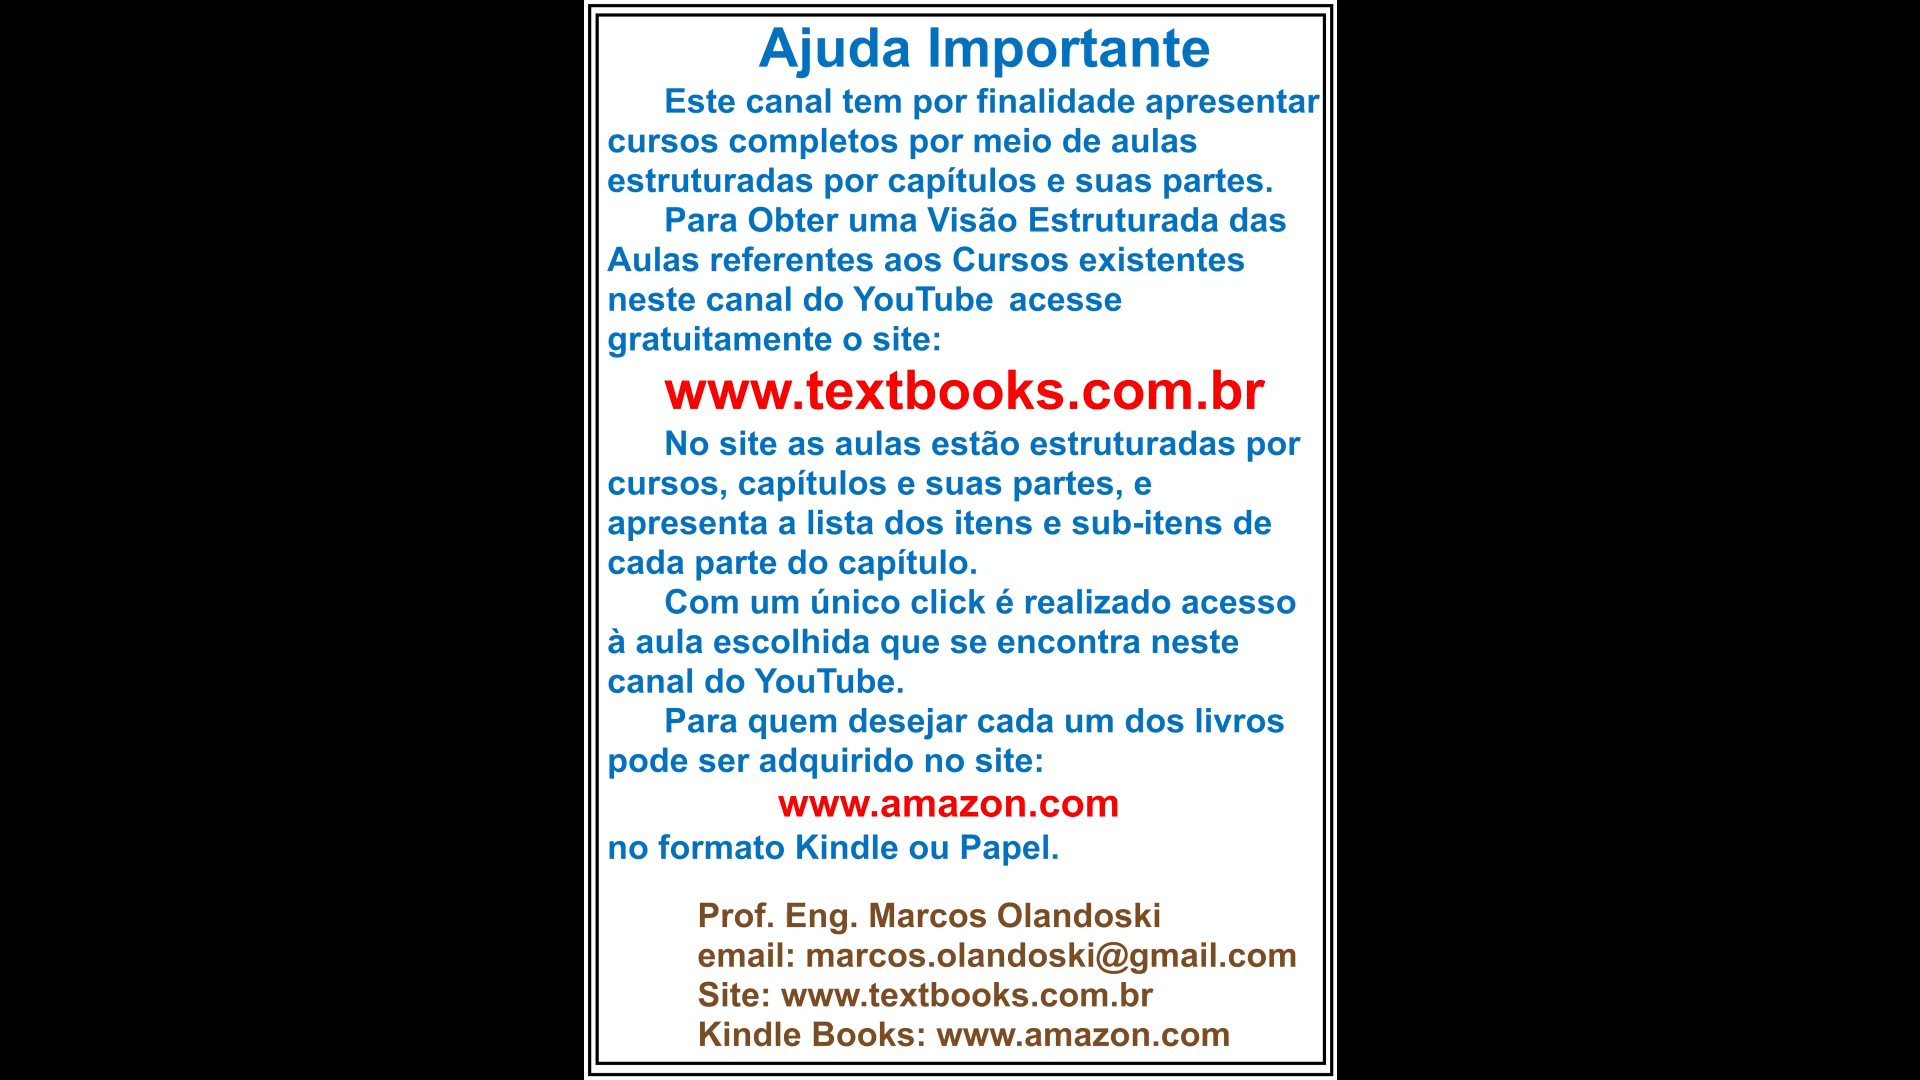 Ajuda Importante
Este canal tem por finalidade apresentar
cursos completos por meio de aulas
estruturadas por capítulos e suas partes.
Para Obter uma Visão Estruturada das
Aulas referentes aos Cursos existentes
neste canal do YouTube acesse
gratuitamente o site:
www.textbooks.com.br
No site as aulas estão estruturadas por
cursos, capítulos e suas partes, e
apresenta a lista dos itens e sub-itens de
cada parte do capítulo.
Com um único click é realizado acesso
à aula escolhida que se encontra neste
canal do YouTube.
Para quem desejar cada um dos livros
pode ser adquirido no site:
www.amazon.com
no formato Kindle ou Papel.
Prof. Eng. Marcos Olandoski
email: marcos.olandoski@gmail.com
Site: www.textbooks.com.br
Kindle Books: www.amazon.com